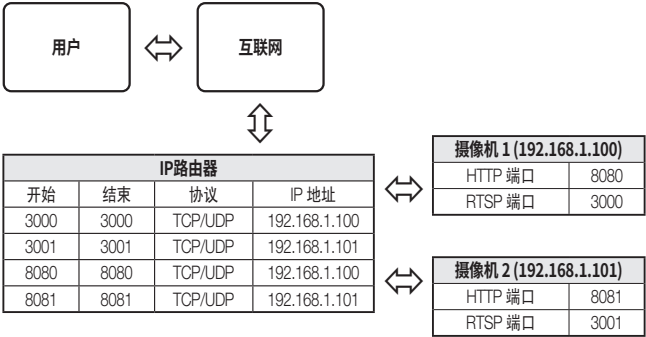 用户
互联网
IP路由器
开始 结束 协议 IP 地址
3000 3000 TCP/UDP 192.168.1.100
3001 3001 TCP/UDP 192.168.1.101
8080 8080 TCP/UDP 192.168.1.100
8081 8081 TCP/UDP 192.168.1.101
摄像机 1 (192.168.1.100)
HTTP 端口 8080
RTSP 端口 3000
摄像机 2 (192.168.1.101)
HTTP 端口 8081
RTSP 端口 3001